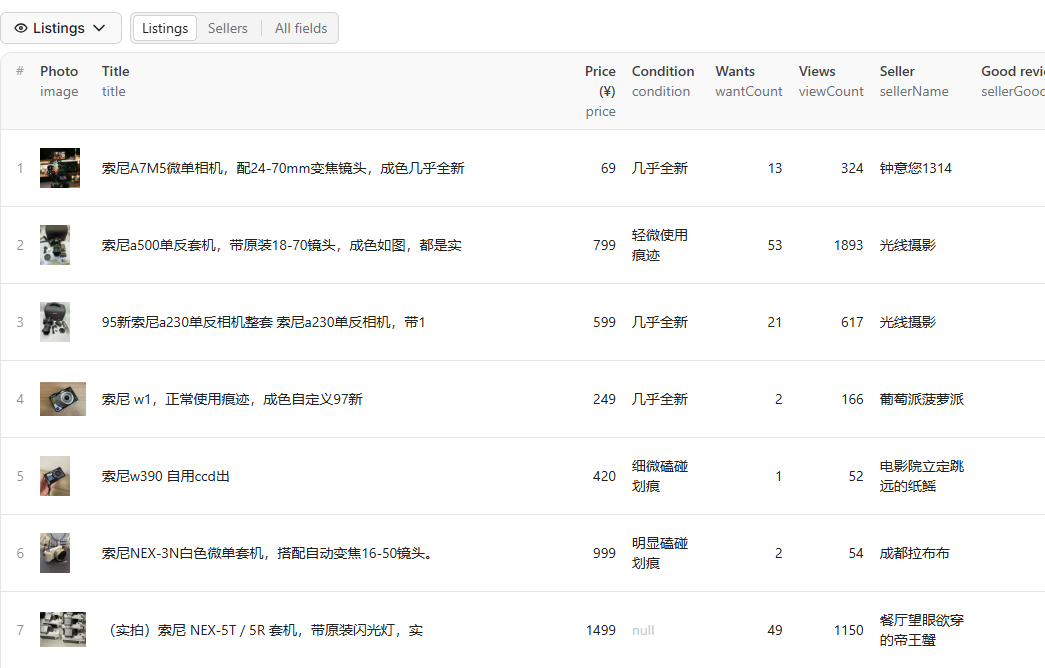 Listings
Listings Sellers All fields
# Photo Title Price Condition Wants Views Seller Good revi
image title (¥) condition wantCount viewCount sellerName sellerGood
price
1 索尼A7M5微单相机，配24-70mm变焦镜头，成色几乎全新 69 几乎全新 13 324 钟意您1314
2 索尼a500单反套机，带原装18-70镜头，成色如图，都是实 799 轻微使用 53 1893 光线摄影
痕迹
3 95新索尼a230单反相机整套 索尼a230单反相机，带1 599 几乎全新 21 617 光线摄影
4 索尼 w1，正常使用痕迹，成色自定义97新 249 几乎全新 2 166 葡萄派菠萝派
5 索尼w390 自用ccd出 420 细微磕碰 1 52 电影院立定跳
划痕 远的纸鳐
6 索尼NEX-3N白色微单套机，搭配自动变焦16-50镜头。 999 明显磕碰 2 54 成都拉布布
划痕
7 （实拍）索尼 NEX-5T / 5R 套机，带原装闪光灯，实 1499 null 49 1150 餐厅望眼欲穿
的帝王蟹